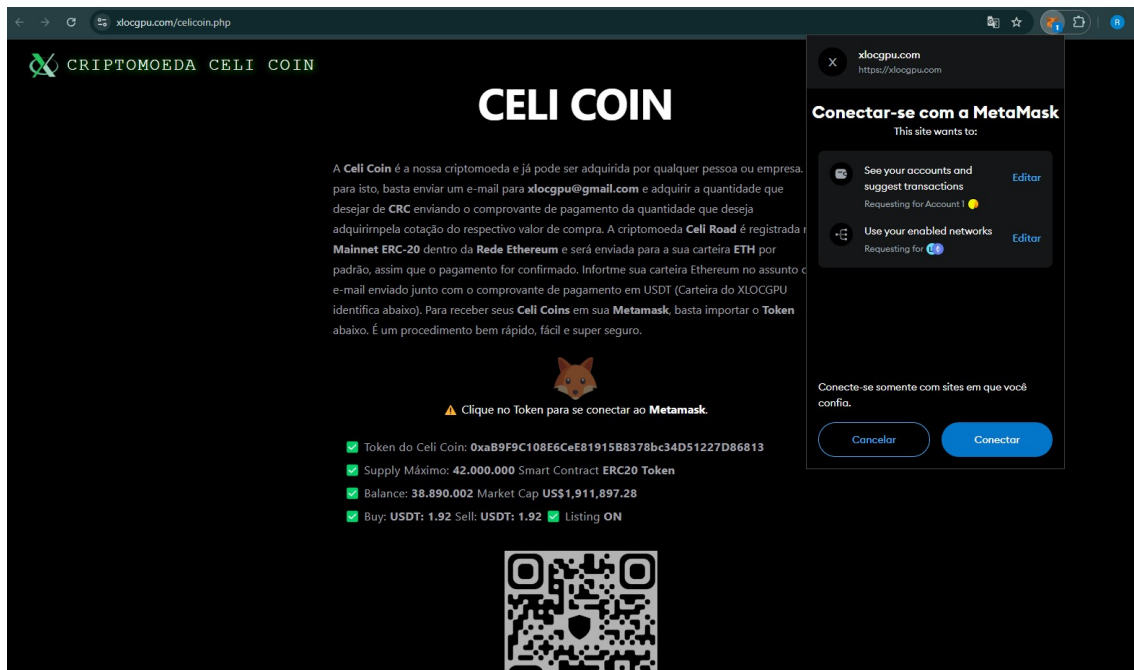 xlocgpu.com/celicoin.php
R
CRIPTOMOEDA CELI COIN
CELI COIN
A Celi Coin é a nossa criptomoeda e já pode ser adquirida por qualquer pessoa ou empresa.
para isto, basta enviar um e-mail para xlocgpu@gmail.com e adquirir a quantidade que
desejar de CRC enviando o comprovante de pagamento da quantidade que deseja
adquirirnpela cotação do respectivo valor de compra. A criptomoeda Celi Road é registrada
Mainnet ERC-20 dentro da Rede Ethereum e será enviada para a sua carteira ETH por
padrão, assim que o pagamento for confirmado. Informtme sua carteira Ethereum no assunto
e-mail enviado junto com o comprovante de pagamento em USDT (Carteira do XLOCGPU
identifica abaixo). Para receber seus Celi Coins em sua Metamask, basta importar o Token
abaixo. É um procedimento bem rápido, fácil e super seguro.
Clique no Token para se conectar ao Metamask.
Token do Celi Coin: 0xaB9F9C108E6CeE81915B8378bc34D51227D86813
Supply Máximo: 42.000.000 Smart Contract ERC20 Token
Balance: 38.890.002 Market Cap US$1,911,897.28
Buy: USDT: 1.92 Sell: USDT: 1.92 Listing ON
X
xlocgpu.com
https://xlocgpu.com
Conectar-se com a MetaMask
This site wants to:
See your accounts and
suggest transactions
Editar
Requesting for Account 1
Use your enabled networks
Editar
Requesting for
Conecte-se somente com sites em que você
confia.
Cancelar
Conectar